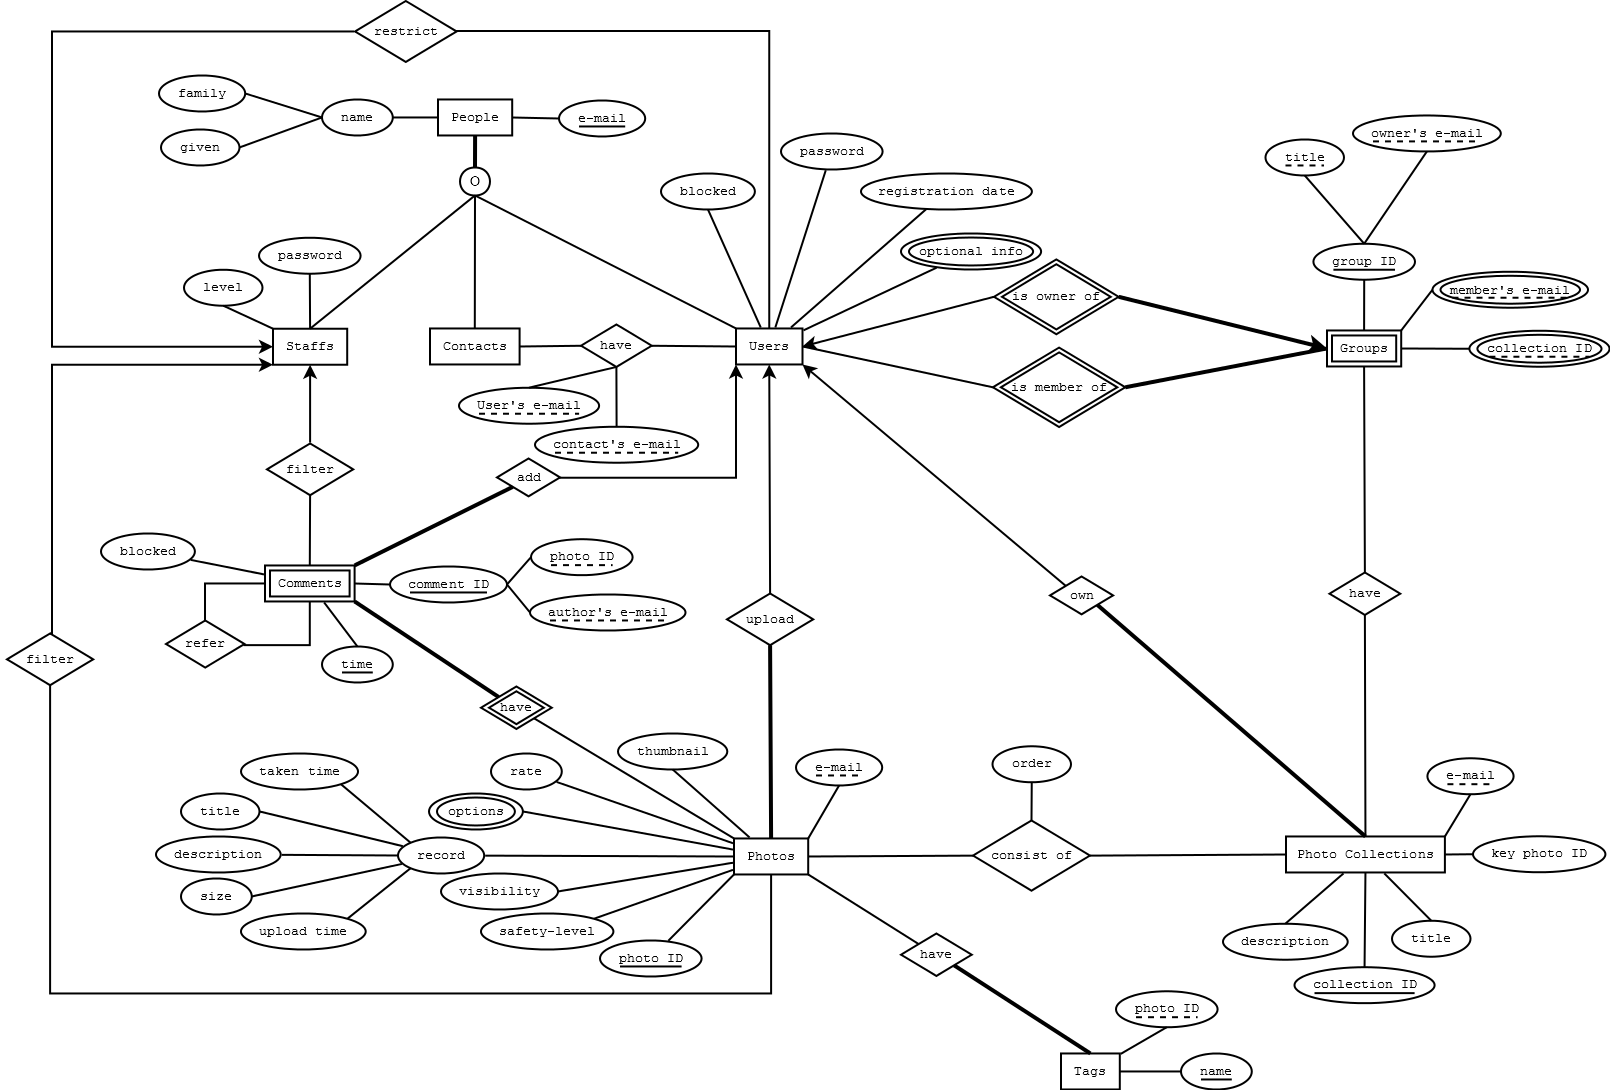 restrict
family
name
People
e-mail
given
O
owner's e-mail
title
password
blocked
registration date
optional info
group ID
password
level
member's e-mail
is owner of
Staffs
Contacts
have
Users
Groups
collection ID
is member of
User's e-mail
contact's e-mail
filter
add
blocked
photo ID
Comments
comment ID
author's e-mail
own
have
upload
refer
filter
time
have
thumbnail
taken time
rate
e-mail
order
e-mail
title
options
description
record
Photos
consist of
Photo Collections
key photo ID
size
visibility
upload time
safety-level
description
title
photo ID
have
collection ID
photo ID
Tags
name